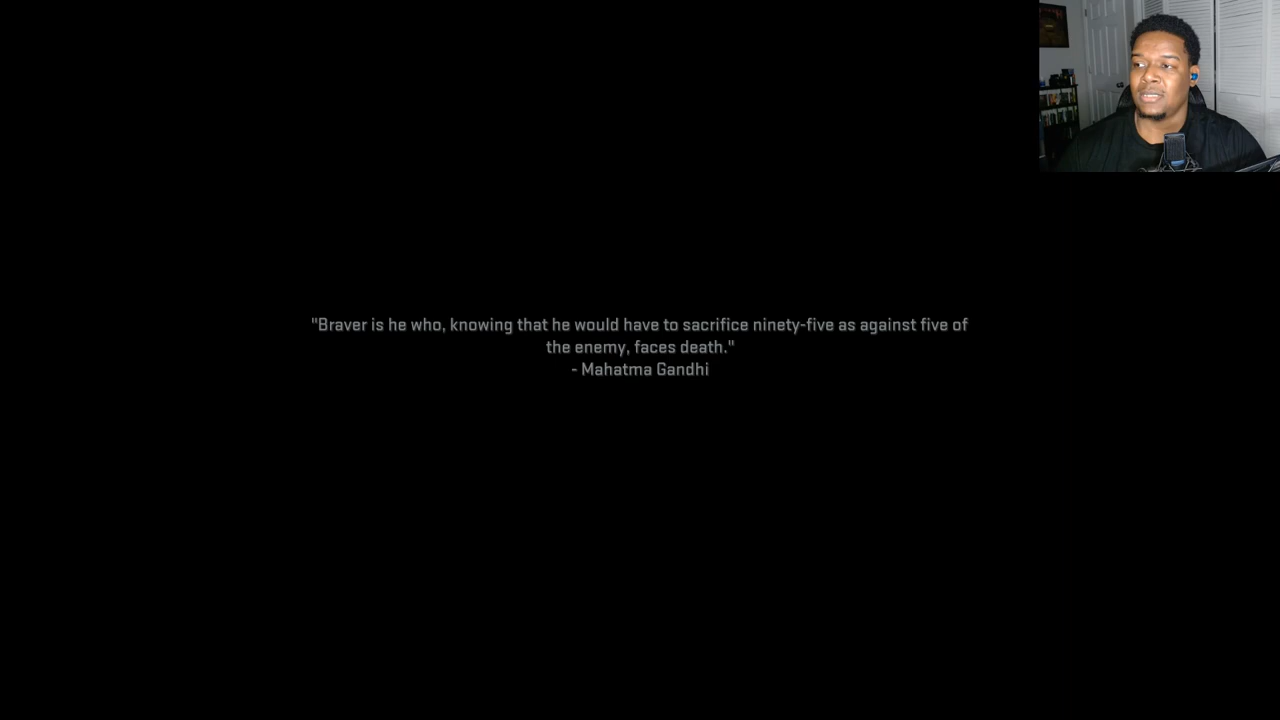 "Braver is he who, knowing that he would have to sacrifice ninety-five as against five of
the enemy, faces death."
- Mahatma Gandhi